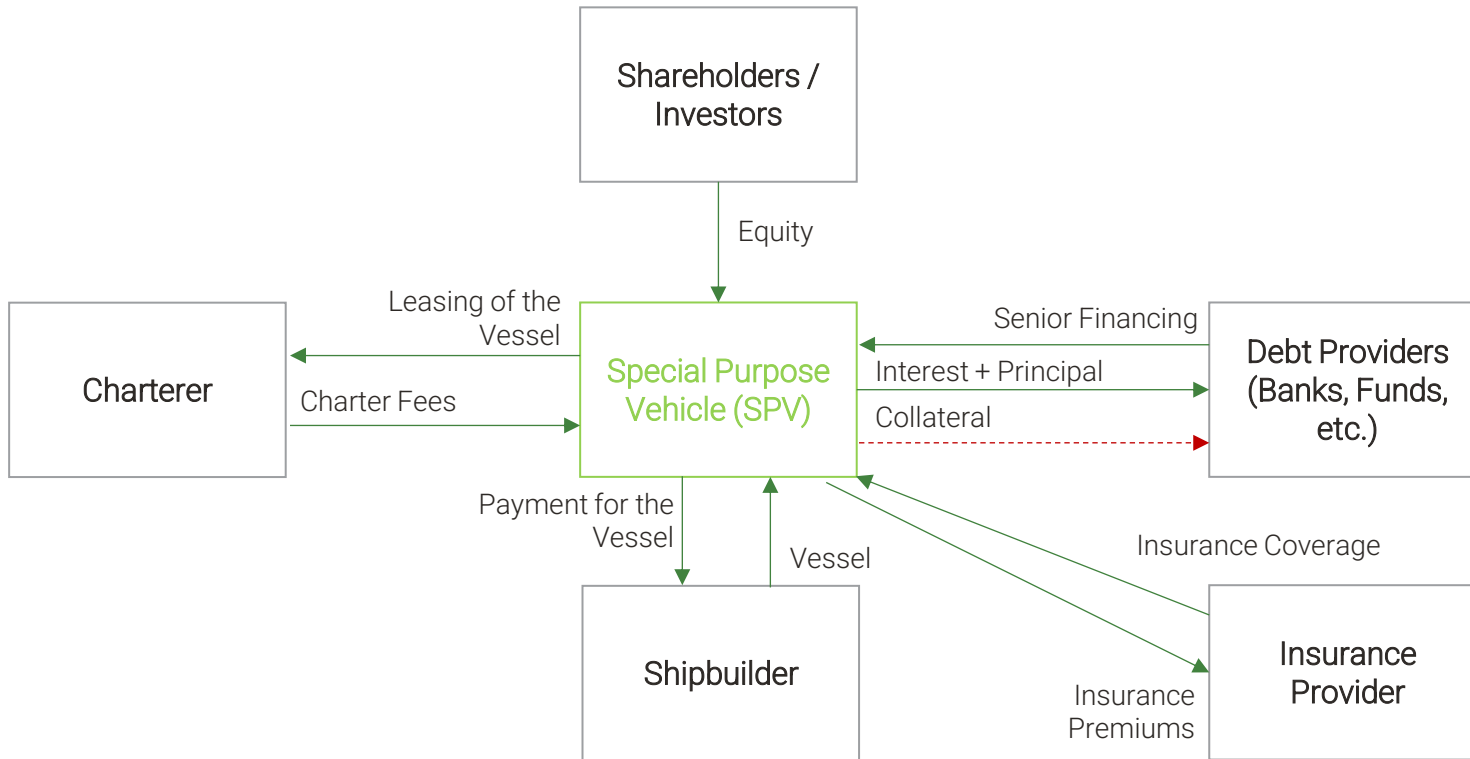 Shareholders /
Investors
Equity
Leasing of the
Vessel
Senior Financing
Charterer
Special Purpose
Vehicle (SPV)
Debt Providers
(Banks, Funds,
etc.)
Interest + Principal
Charter Fees
Collateral
Payment for the
Vessel
Vessel
Insurance Coverage
Shipbuilder
Insurance
Provider
Insurance
Premiums